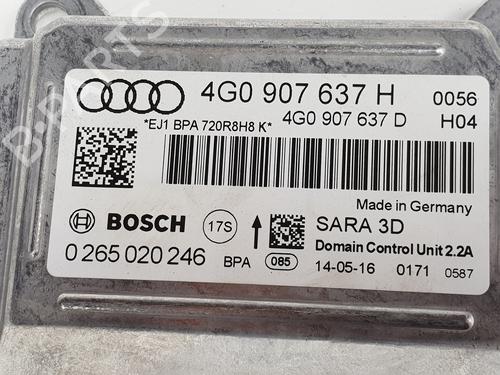 4G0 907 637 H 0056
*EJ1 BPA 720R8H8 K* 4G0 907 637 D H04
Made in Germany
BOSCH 17S SARA 3D
Domain Control Unit 2.2A
0 265 020 246 BPA 085 14-05-16 0171 0587
B-PARTS